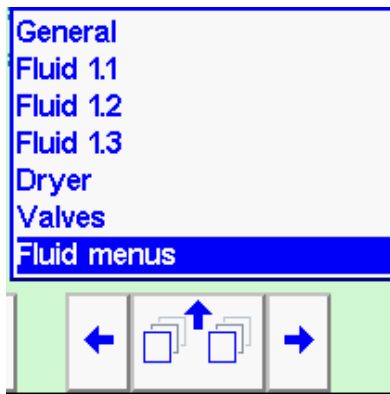 General
Fluid 1.1
Fluid 1.2
Fluid 1.3
Dryer
Valves
Fluid menus